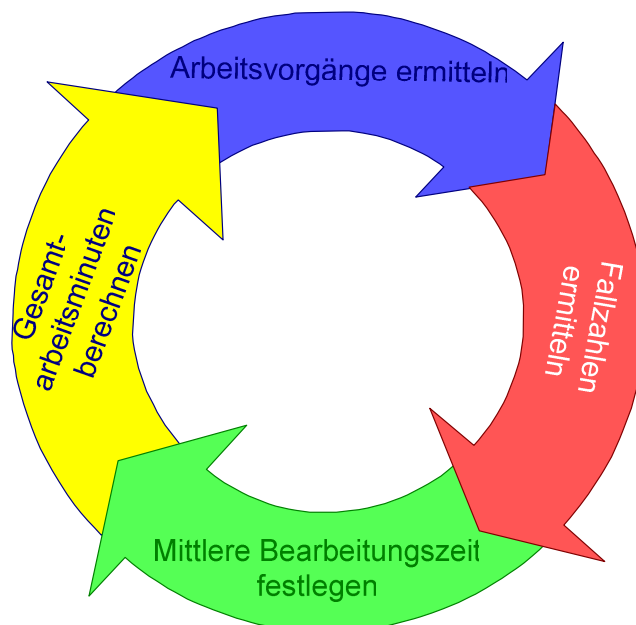 Arbeitsvorgänge ermitteln
Fallzahlen
ermitteln
Mittlere Bearbeitungszeit
festlegen
Gesamt-
arbeitsminuten
berechnen